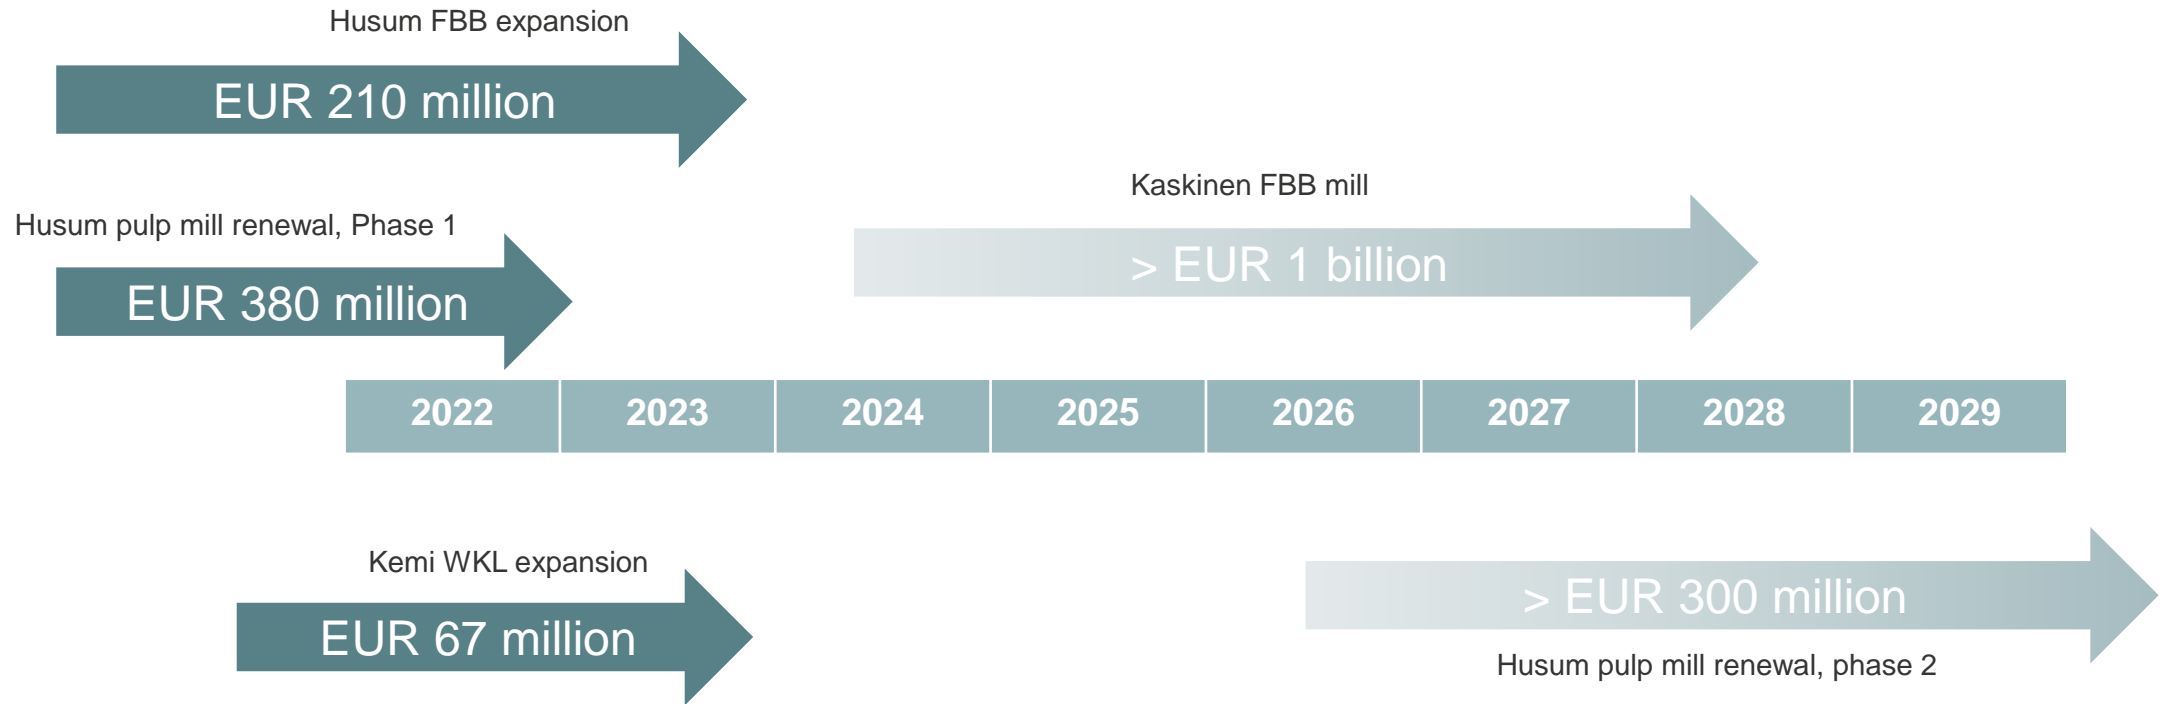 Husum FBB expansion
EUR 210 million
Kaskinen FBB mill
Husum pulp mill renewal, Phase 1
> EUR 1 billion
EUR 380 million
2022 2023 2024 2025 2026 2027 2028 2029
Kemi WKL expansion
> EUR 300 million
EUR 67 million
Husum pulp mill renewal, phase 2